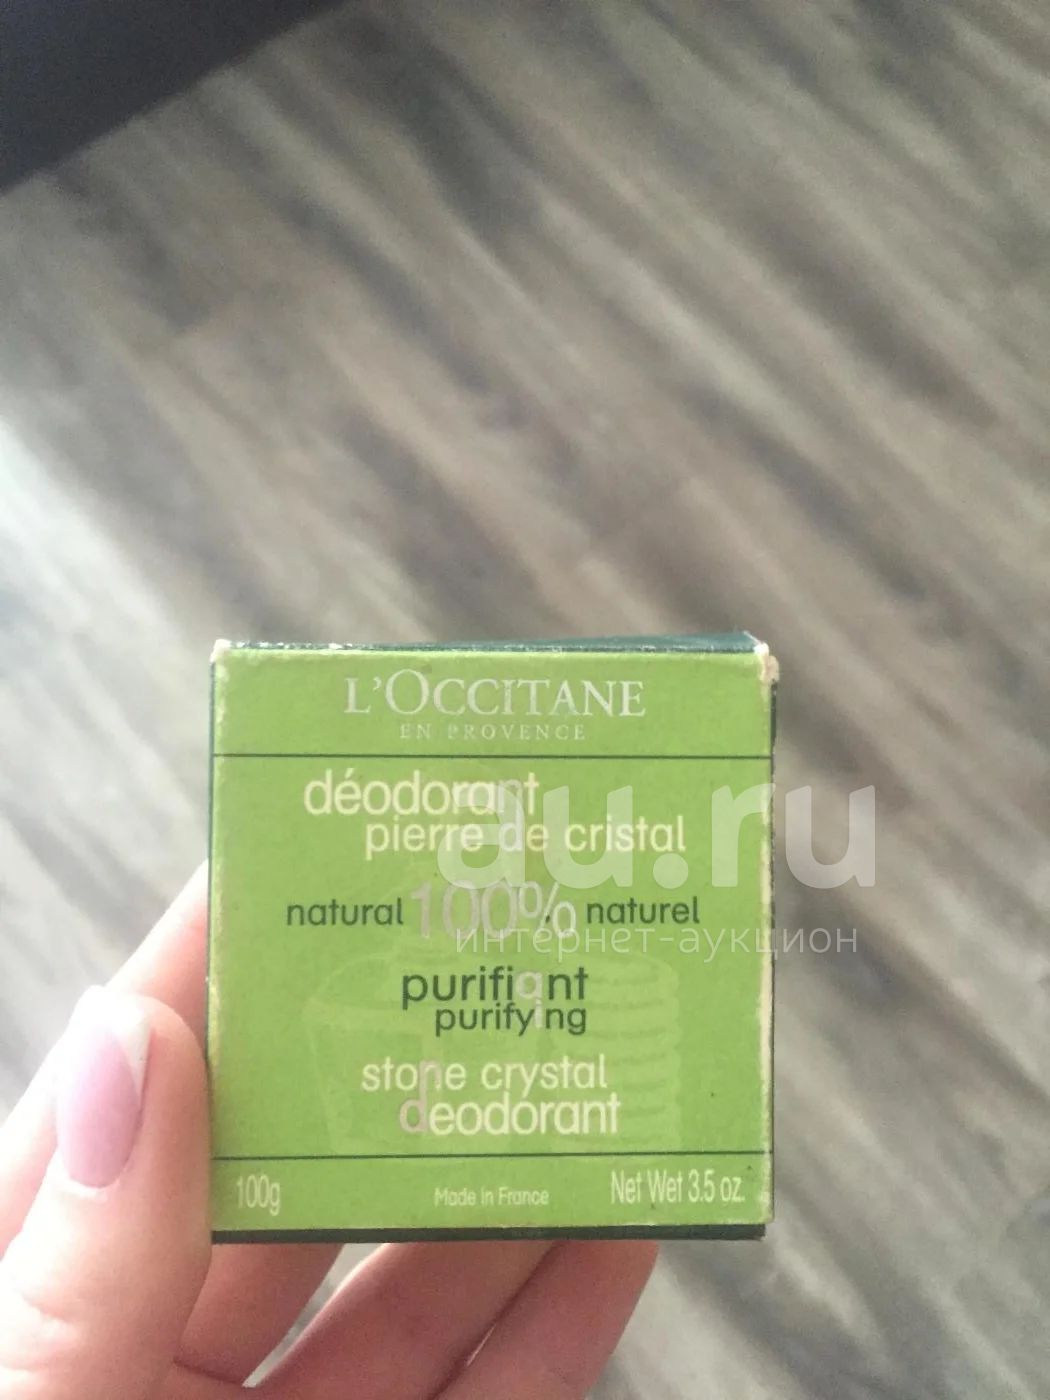 L'OCCITANE
EN PROVENCE
déodorant
pierre de cristal
natural 100% naturel
purifiant
purifying
stone crystal
deodorant
100g Made in France Net Wet 3.5 oz.
au.ru
интернет-аукцион